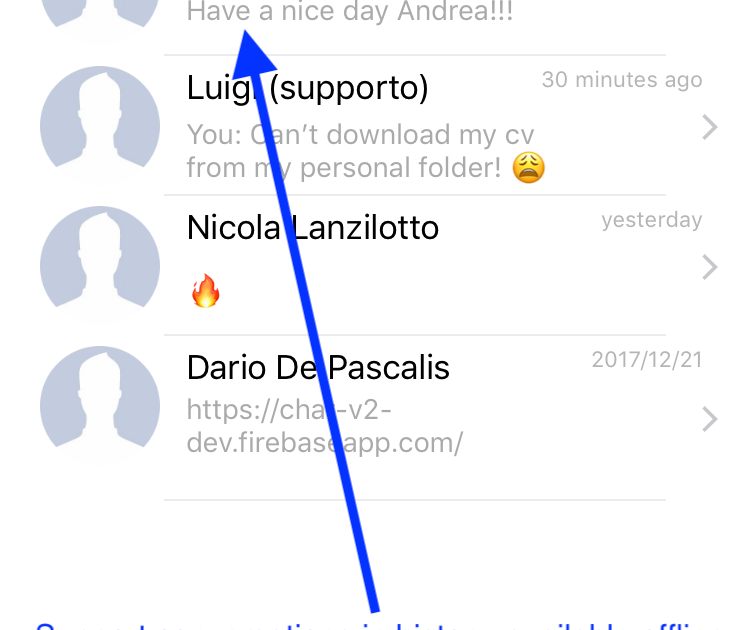 Have a nice day Andrea!!!
Luigi (supporto)
30 minutes ago
You: Can’t download my cv
from my personal folder! 😩
Nicola Lanzilotto
yesterday
🔥
Dario De Pascalis
2017/12/21
https://chat-v2-
dev.firebaseapp.com/